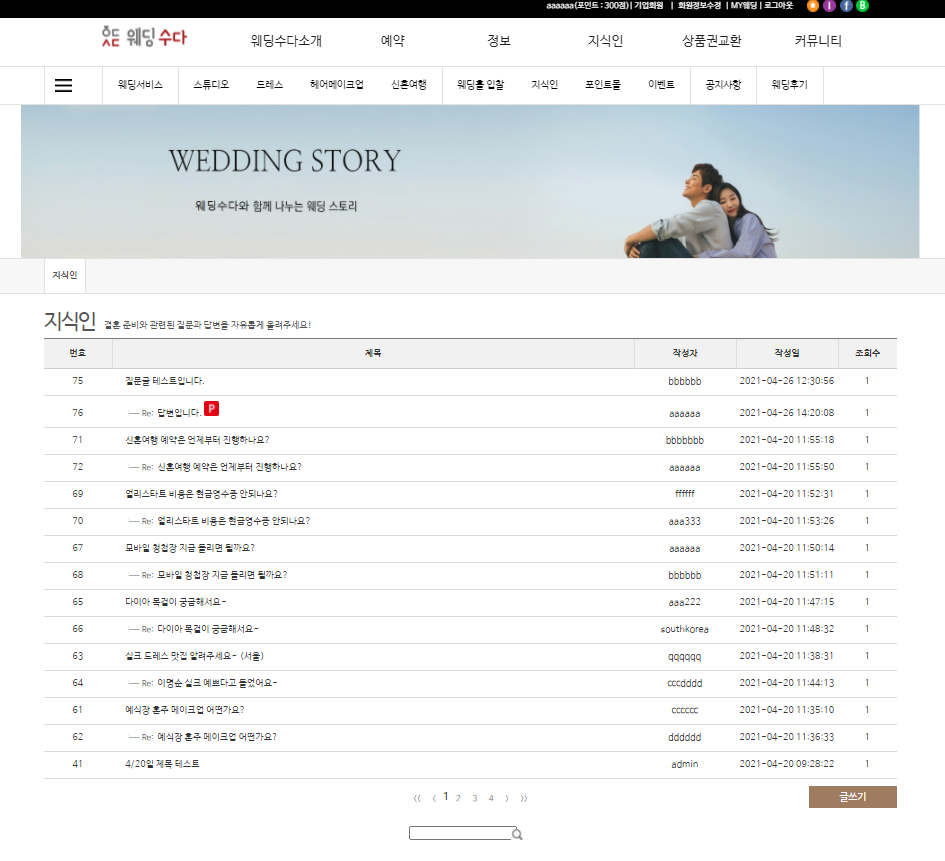 aaaaaa(포인트 : 300점) | 기업회원 | 회원정보수정 | MY웨딩 | 로그아웃
웨딩수다
웨딩수다소개 예약 정보 지식인 상품권교환 커뮤니티
웨딩서비스 스튜디오 드레스 헤어메이크업 신혼여행 웨딩홀 입찰 지식인 포인트몰 이벤트 공지사항 웨딩후기
WEDDING STORY
웨딩수다와 함께 나누는 웨딩 스토리
지식인
지식인 결혼 준비와 관련된 질문과 답변을 자유롭게 올려주세요!
번호 제목 작성자 작성일 조회수
75 질문글 테스트입니다. bbbbbb 2021-04-26 12:30:56 1
76 Re: 답변입니다. P aaaaaa 2021-04-26 14:20:08 1
71 신혼여행 예약은 언제부터 진행하나요? bbbbbbb 2021-04-20 11:55:18 1
72 Re: 신혼여행 예약은 언제부터 진행하나요? aaaaaa 2021-04-20 11:55:50 1
69 얼리스타트 비용은 현금영수증 안되나요? ffffff 2021-04-20 11:52:31 1
70 Re: 얼리스타트 비용은 현금영수증 안되나요? aaa333 2021-04-20 11:53:26 1
67 모바일 청첩장 지금 돌리면 될까요? aaaaaa 2021-04-20 11:50:14 1
68 Re: 모바일 청첩장 지금 돌리면 될까요? bbbbbb 2021-04-20 11:51:11 1
65 다이아 목걸이 궁금해서요~ aaa222 2021-04-20 11:47:15 1
66 Re: 다이아 목걸이 궁금해서요~ southkorea 2021-04-20 11:48:32 1
63 실크 드레스 맛집 알려주세요~ (서울) qqqqqq 2021-04-20 11:38:31 1
64 Re: 이명순 실크 예쁘다고 들었어요~ cccdddd 2021-04-20 11:44:13 1
61 예식장 혼주 메이크업 어떤가요? cccccc 2021-04-20 11:35:10 1
62 Re: 예식장 혼주 메이크업 어떤가요? dddddd 2021-04-20 11:36:33 1
41 4/20일 제목 테스트 admin 2021-04-20 09:28:22 1
⟨⟨ ⟨ 1 2 3 4 ⟩ ⟩⟩ 글쓰기